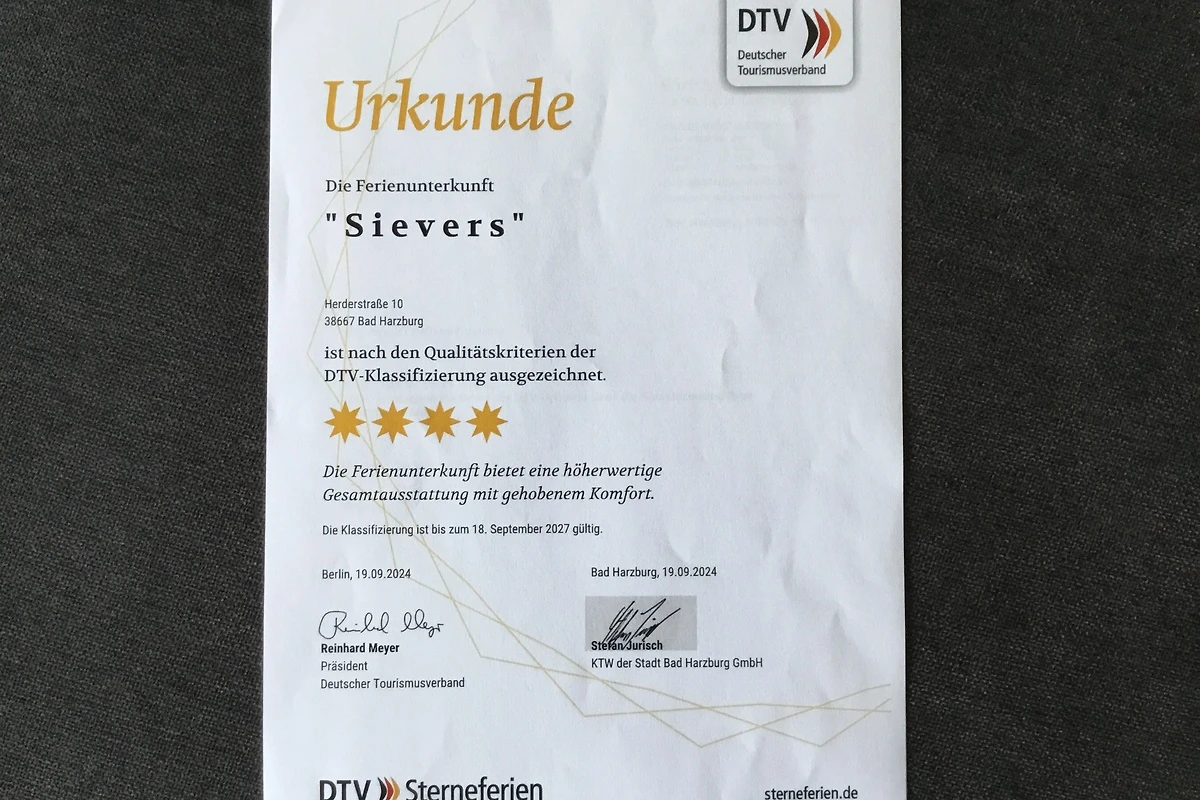 DTV
Deutscher
Tourismusverband
Urkunde
Die Ferienunterkunft
"Sievers"
Herderstraße 10
38667 Bad Harzburg
ist nach den Qualitätskriterien der
DTV-Klassifizierung ausgezeichnet.
Die Ferienunterkunft bietet eine höherwertige
Gesamtausstattung mit gehobenem Komfort.
Die Klassifizierung ist bis zum 18. September 2027 gültig.
Berlin, 19.09.2024
Reinhard Meyer
Reinhard Meyer
Präsident
Deutscher Tourismusverband
Bad Harzburg, 19.09.2024
Stefan Jurisch
KTW der Stadt Bad Harzburg GmbH
DTV Sterneferien
sterneferien.de